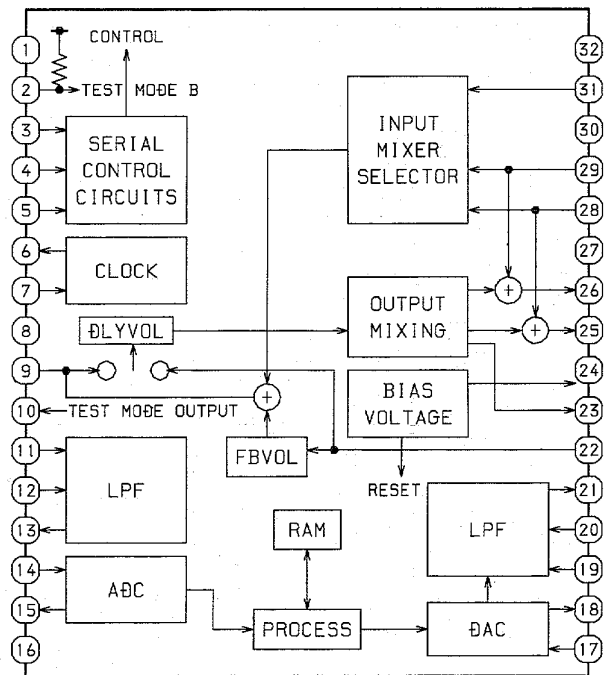 CONTROL
1
32
2
TEST MODE B
31
3
SERIAL
CONTROL
CIRCUITS
INPUT
MIXER
SELECTOR
30
4
29
5
28
6
CLOCK
27
7
OUTPUT
MIXING
26
8
DLYVOL
25
9
BIAS
VOLTAGE
24
10
TEST MODE OUTPUT
23
11
LPF
FBVOL
22
12
RESET
21
13
RAM
LPF
20
14
ADC
19
15
PROCESS
DAC
18
16
17